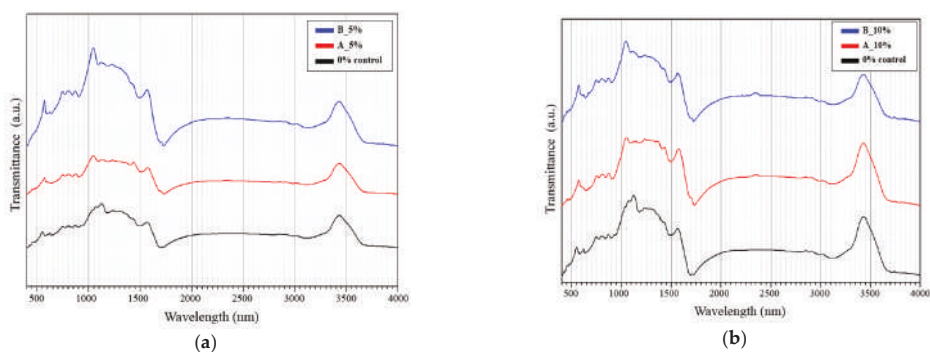 B_5%
A_5%
0% control
Transmittance (a.u.)
500 1000 1500 2000 2500 3000 3500 4000
Wavelength (nm)
(a)
B_10%
A_10%
0% control
Transmittance (a.u.)
500 1000 1500 2000 2500 3000 3500 4000
Wavelength (nm)
(b)